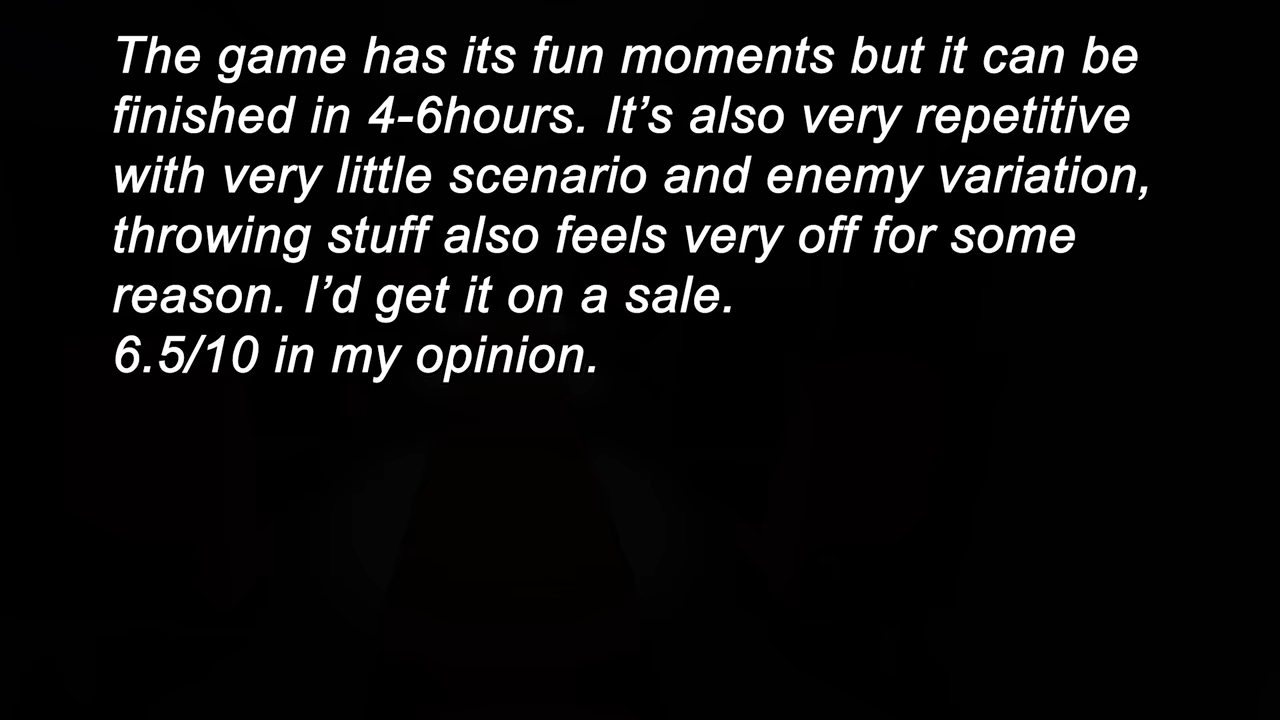 The game has its fun moments but it can be
finished in 4-6hours. It’s also very repetitive
with very little scenario and enemy variation,
throwing stuff also feels very off for some
reason. I’d get it on a sale.
6.5/10 in my opinion.